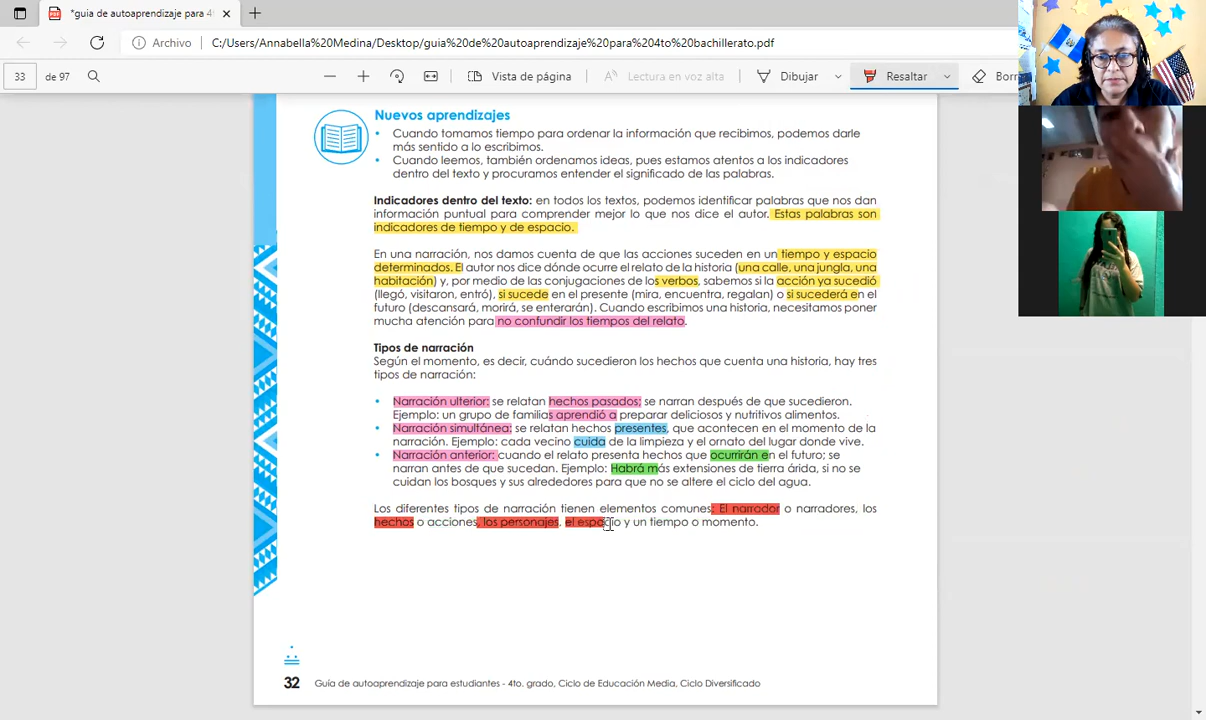 *guia de autoaprendizaje para 4
Archivo
C:/Users/Annabella%20Medina/Desktop/guia%20de%20autoaprendizaje%20para%204to%20bachillerato.pdf
33 de 97
Vista de página
Lectura en voz alta
Dibujar
Resaltar
Nuevos aprendizajes
• Cuando tomamos tiempo para ordenar la información que recibimos, podemos darle
más sentido a lo escribimos.
• Cuando leemos, también ordenamos ideas, pues estamos atentos a los indicadores
dentro del texto y procuramos entender el significado de las palabras.
Indicadores dentro del texto: en todos los textos, podemos identificar palabras que nos dan
información puntual para comprender mejor lo que nos dice el autor. Estas palabras son
indicadores de tiempo y de espacio.
En una narración, nos damos cuenta de que las acciones suceden en un tiempo y espacio
determinados. El autor nos dice dónde ocurre el relato de la historia (una calle, una jungla, una
habitación) y, por medio de las conjugaciones de los verbos, sabemos si la acción ya sucedió
(llegó, visitaron, entró), si sucede en el presente (mira, encuentra, regalan) o si sucederá en el
futuro (descansará, morirá, se enterarán). Cuando escribimos una historia, necesitamos poner
mucha atención para no confundir los tiempos del relato.
Tipos de narración
Según el momento, es decir, cuándo sucedieron los hechos que cuenta una historia, hay tres
tipos de narración:
• Narración ulterior: se relatan hechos pasados; se narran después de que sucedieron.
Ejemplo: un grupo de familias aprendió a preparar deliciosos y nutritivos alimentos.
• Narración simultánea: se relatan hechos presentes, que acontecen en el momento de la
narración. Ejemplo: cada vecino cuida de la limpieza y el ornato del lugar donde vive.
• Narración anterior: cuando el relato presenta hechos que ocurrirán en el futuro; se
narran antes de que sucedan. Ejemplo: Habrá más extensiones de tierra árida, si no se
cuidan los bosques y sus alrededores para que no se altere el ciclo del agua.
Los diferentes tipos de narración tienen elementos comunes: El narrador o narradores, los
hechos o acciones, los personajes, el espacio y un tiempo o momento.
32 Guía de autoaprendizaje para estudiantes - 4to. grado, Ciclo de Educación Media, Ciclo Diversificado